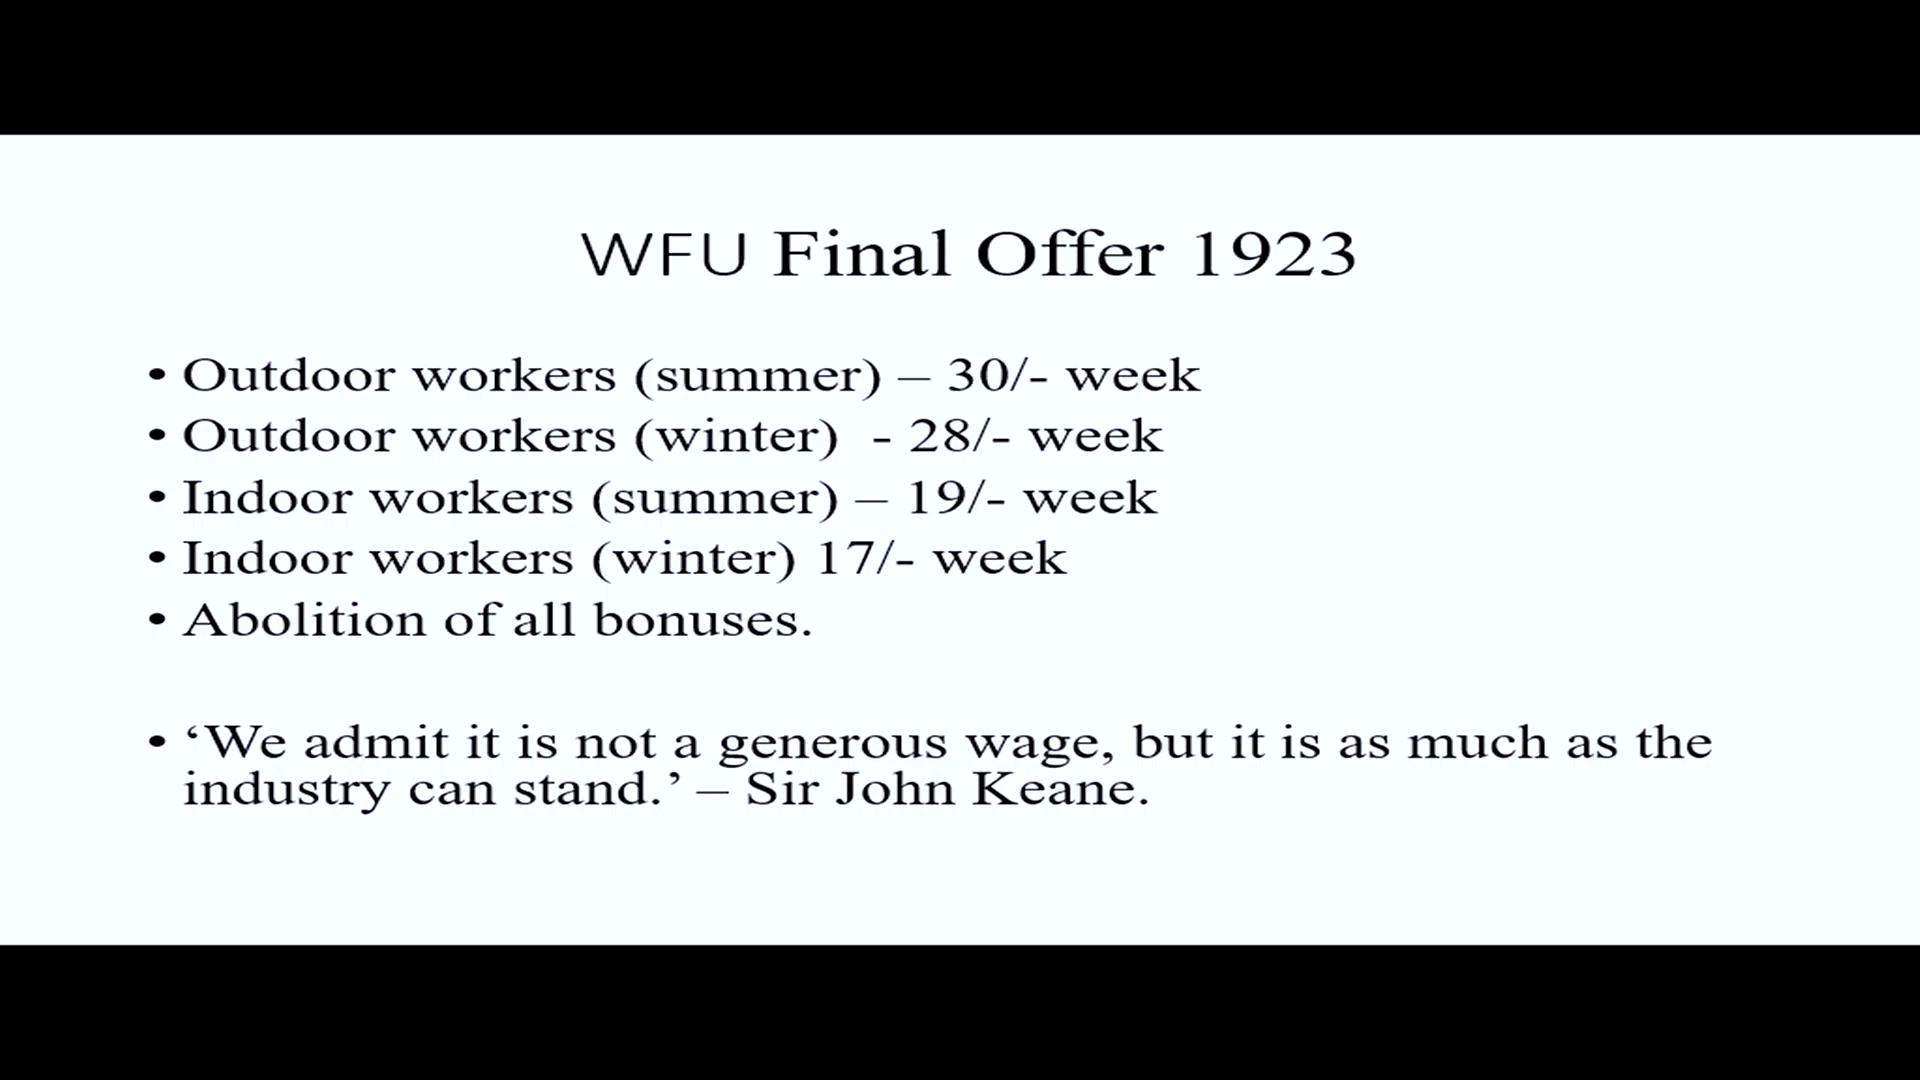 WFU Final Offer 1923
• Outdoor workers (summer) – 30/- week
• Outdoor workers (winter)  - 28/- week
• Indoor workers (summer) – 19/- week
• Indoor workers (winter) 17/- week
• Abolition of all bonuses.
• ‘We admit it is not a generous wage, but it is as much as the
industry can stand.’ – Sir John Keane.